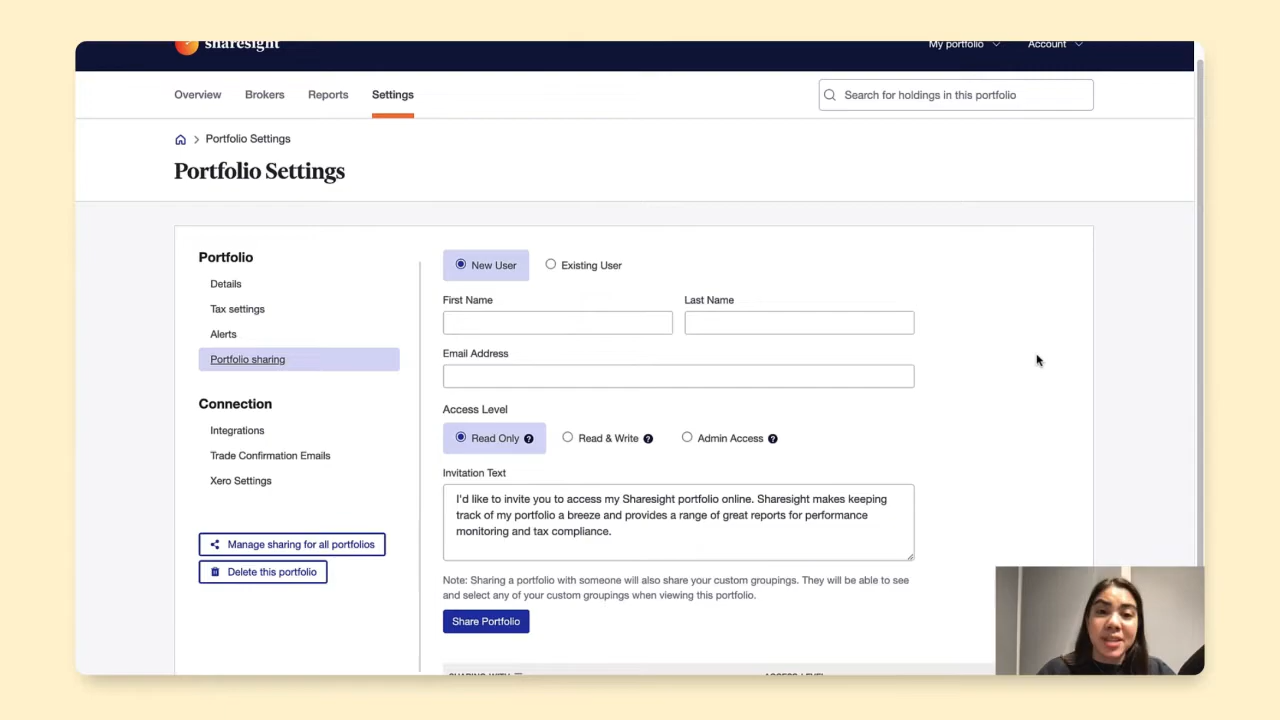 sharesight
My portfolio
Account
Overview
Brokers
Reports
Settings
Search for holdings in this portfolio
Portfolio Settings
Portfolio Settings
Portfolio
Details
Tax settings
Alerts
Portfolio sharing
Connection
Integrations
Trade Confirmation Emails
Xero Settings
Manage sharing for all portfolios
Delete this portfolio
New User
Existing User
First Name
Last Name
Email Address
Access Level
Read Only
Read & Write
Admin Access
Invitation Text
I'd like to invite you to access my Sharesight portfolio online. Sharesight makes keeping
track of my portfolio a breeze and provides a range of great reports for performance
monitoring and tax compliance.
Note: Sharing a portfolio with someone will also share your custom groupings. They will be able to see
and select any of your custom groupings when viewing this portfolio.
Share Portfolio
SHARING WITH
ACCESS LEVEL